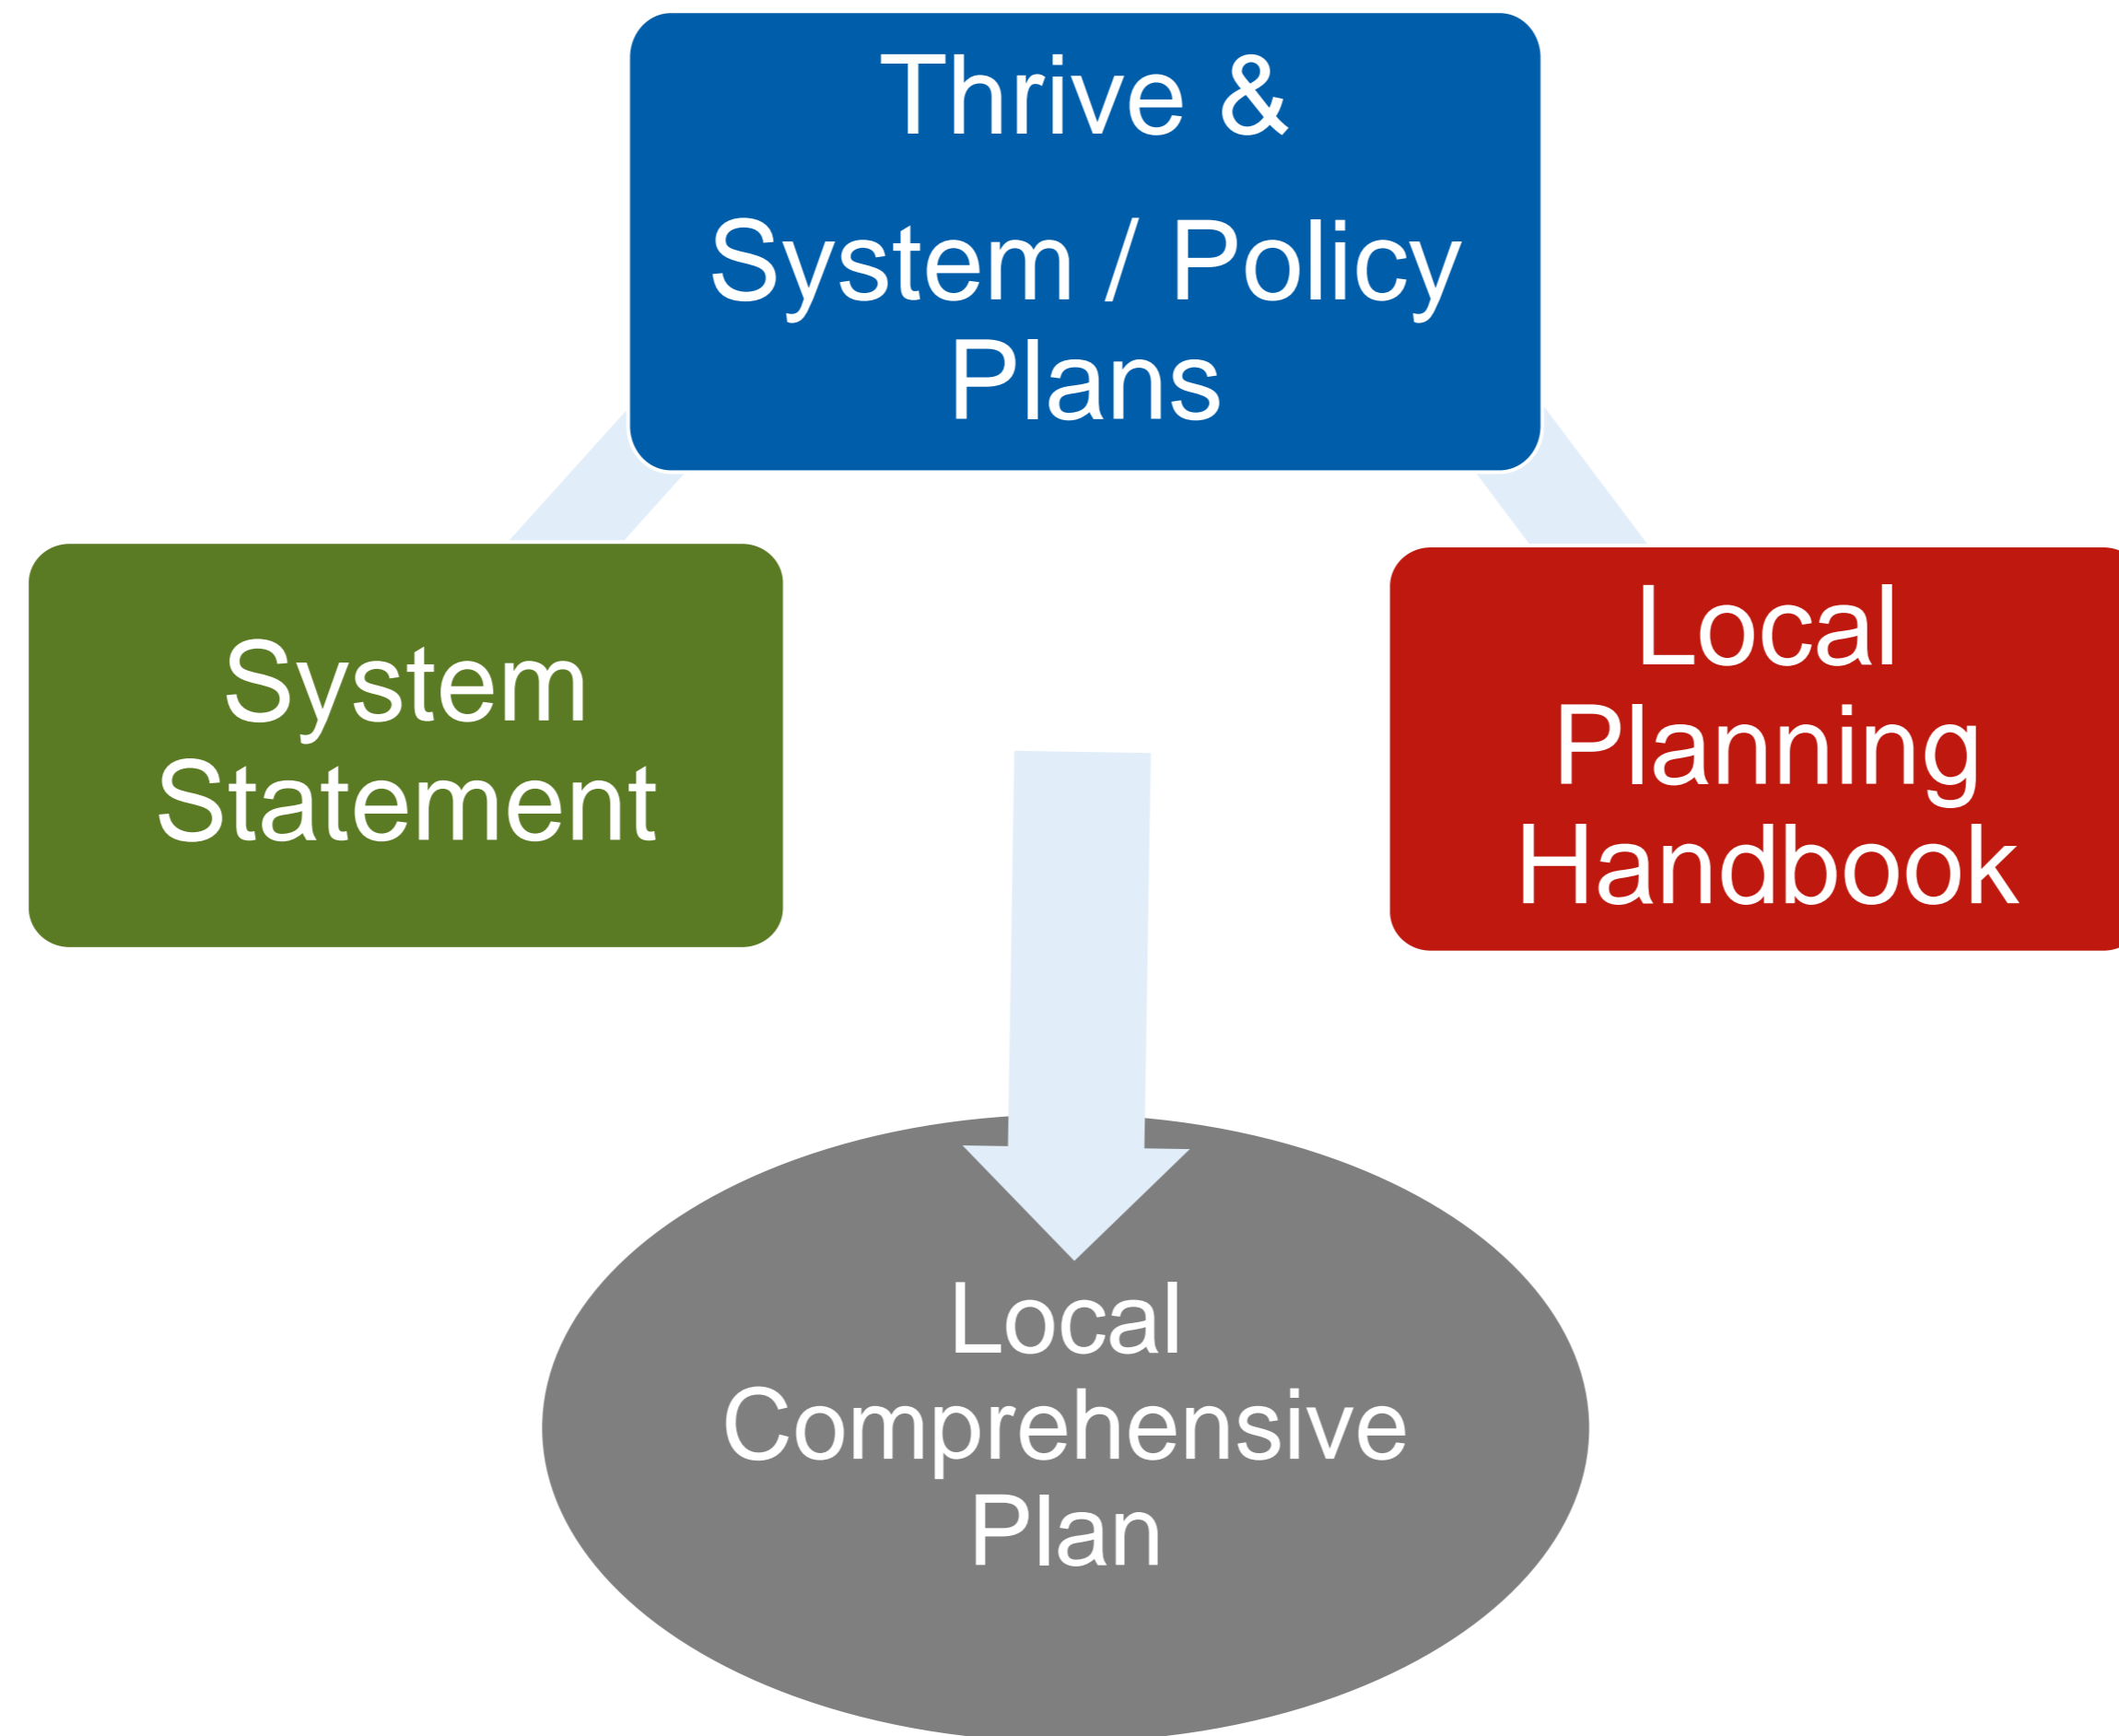 Thrive &
System / Policy
Plans
System
Statement
Local
Planning
Handbook
Local
Comprehensive
Plan